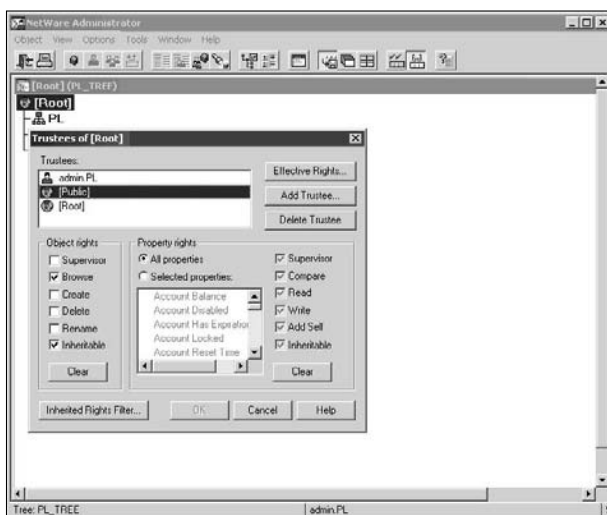 NetWare Administrator
Object View Options Tools Window Help
[Root] (PL_TREE)
[Root]
PL
Trustees of [Root]
Trustees:
admin.PL
[Public]
[Root]
Effective Rights...
Add Trustee...
Delete Trustee
Object rights
Supervisor
Browse
Create
Delete
Rename
Inheritable
Clear
Property rights
All properties
Selected properties:
Account Balance
Account Disabled
Account Has Expiration
Account Locked
Account Reset Time
Supervisor
Compare
Read
Write
Add Self
Inheritable
Clear
Inherited Rights Filter...
OK
Cancel
Help
Tree: PL_TREE
admin.PL